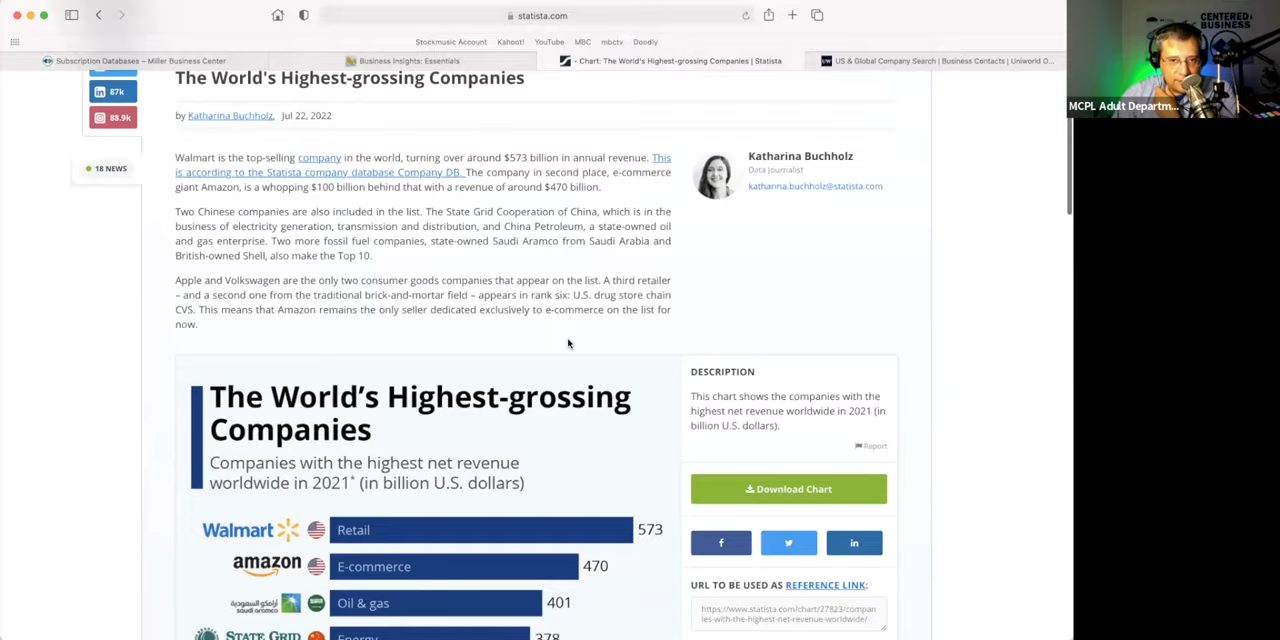 statista.com
Stockmusic Account Kahoot! YouTube MBC mbctv Doodly
Subscription Databases – Miller Business Center
Business Insights: Essentials
• Chart: The World's Highest-grossing Companies | Statista
US & Global Company Search | Business Contacts | Uniworld O...
CENTERED
BUSINESS
MCPL Adult Departm...
The World's Highest-grossing Companies
87k
88.9k
18 NEWS
by Katharina Buchholz, Jul 22, 2022
Walmart is the top-selling company in the world, turning over around $573 billion in annual revenue. This
is according to the Statista company database Company DB. The company in second place, e-commerce
giant Amazon, is a whopping $100 billion behind that with a revenue of around $470 billion.
Two Chinese companies are also included in the list. The State Grid Cooperation of China, which is in the
business of electricity generation, transmission and distribution, and China Petroleum, a state-owned oil
and gas enterprise. Two more fossil fuel companies, state-owned Saudi Aramco from Saudi Arabia and
British-owned Shell, also make the Top 10.
Apple and Volkswagen are the only two consumer goods companies that appear on the list. A third retailer
– and a second one from the traditional brick-and-mortar field – appears in rank six: U.S. drug store chain
CVS. This means that Amazon remains the only seller dedicated exclusively to e-commerce on the list for
now.
Katharina Buchholz
Data Journalist
katharina.buchholz@statista.com
The World's Highest-grossing
Companies
Companies with the highest net revenue
worldwide in 2021* (in billion U.S. dollars)
Walmart Retail 573
amazon E-commerce 470
أرامكو السعودية
saudi aramco Oil & gas 401
STATE GRID Energy 378
DESCRIPTION
This chart shows the companies with the
highest net revenue worldwide in 2021 (in
billion U.S. dollars).
Report
Download Chart
URL TO BE USED AS REFERENCE LINK:
https://www.statista.com/chart/27823/compan
ies-with-the-highest-net-revenue-worldwide/